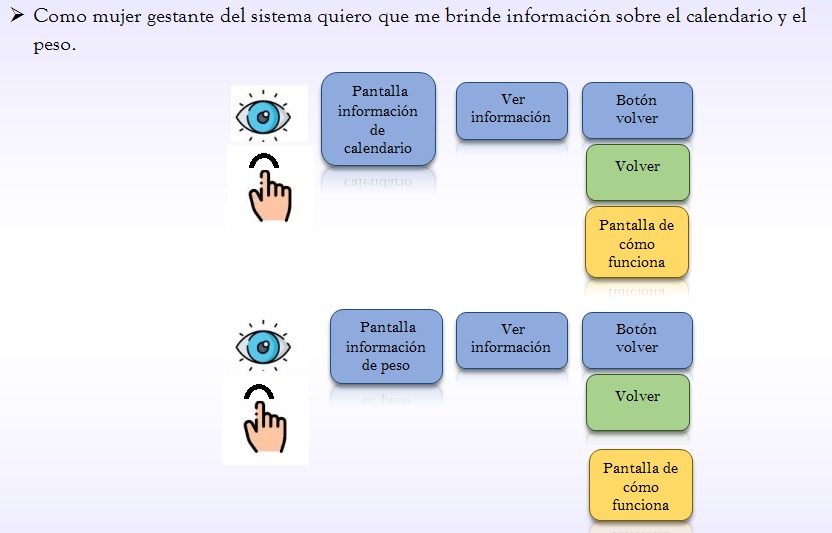 Como mujer gestante del sistema quiero que me brinde información sobre el calendario y el
peso.
Pantalla
información
de
calendario
Ver
información
Botón
volver
Volver
Pantalla de
cómo
funciona
Pantalla
información
de peso
Ver
información
Botón
volver
Volver
Pantalla de
cómo
funciona